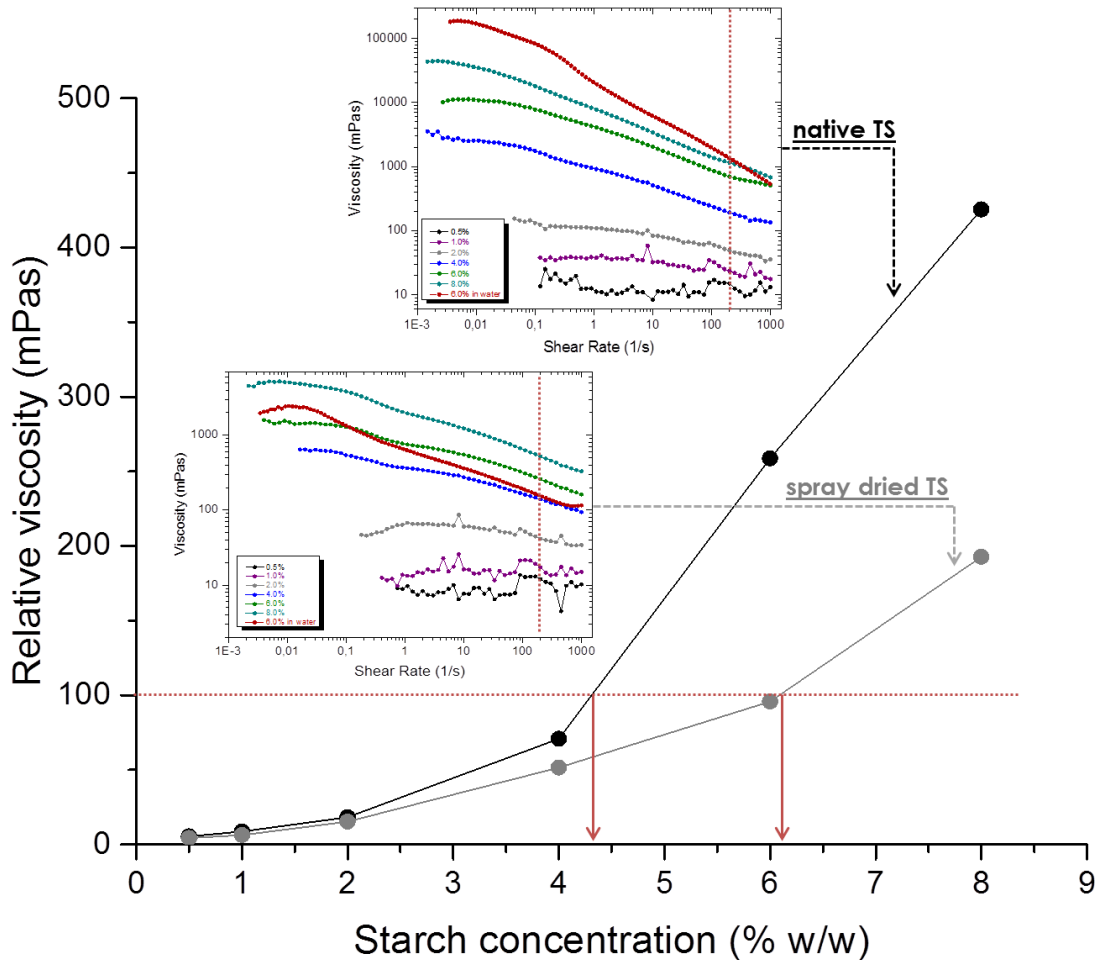 100000
10000
1000
100
10
Viscosity (mPas)
0.5%
1.0%
2.0%
4.0%
6.0%
8.0%
6.0% in water
1E-3 0,01 0,1 1 10 100 1000
Shear Rate (1/s)
native TS
1000
100
10
Viscosity (mPas)
0.5%
1.0%
2.0%
4.0%
6.0%
8.0%
6.0% in water
1E-3 0,01 0,1 1 10 100 1000
Shear Rate (1/s)
spray dried TS
Relative viscosity (mPas)
500
400
300
200
100
0
0 1 2 3 4 5 6 7 8 9
Starch concentration (% w/w)